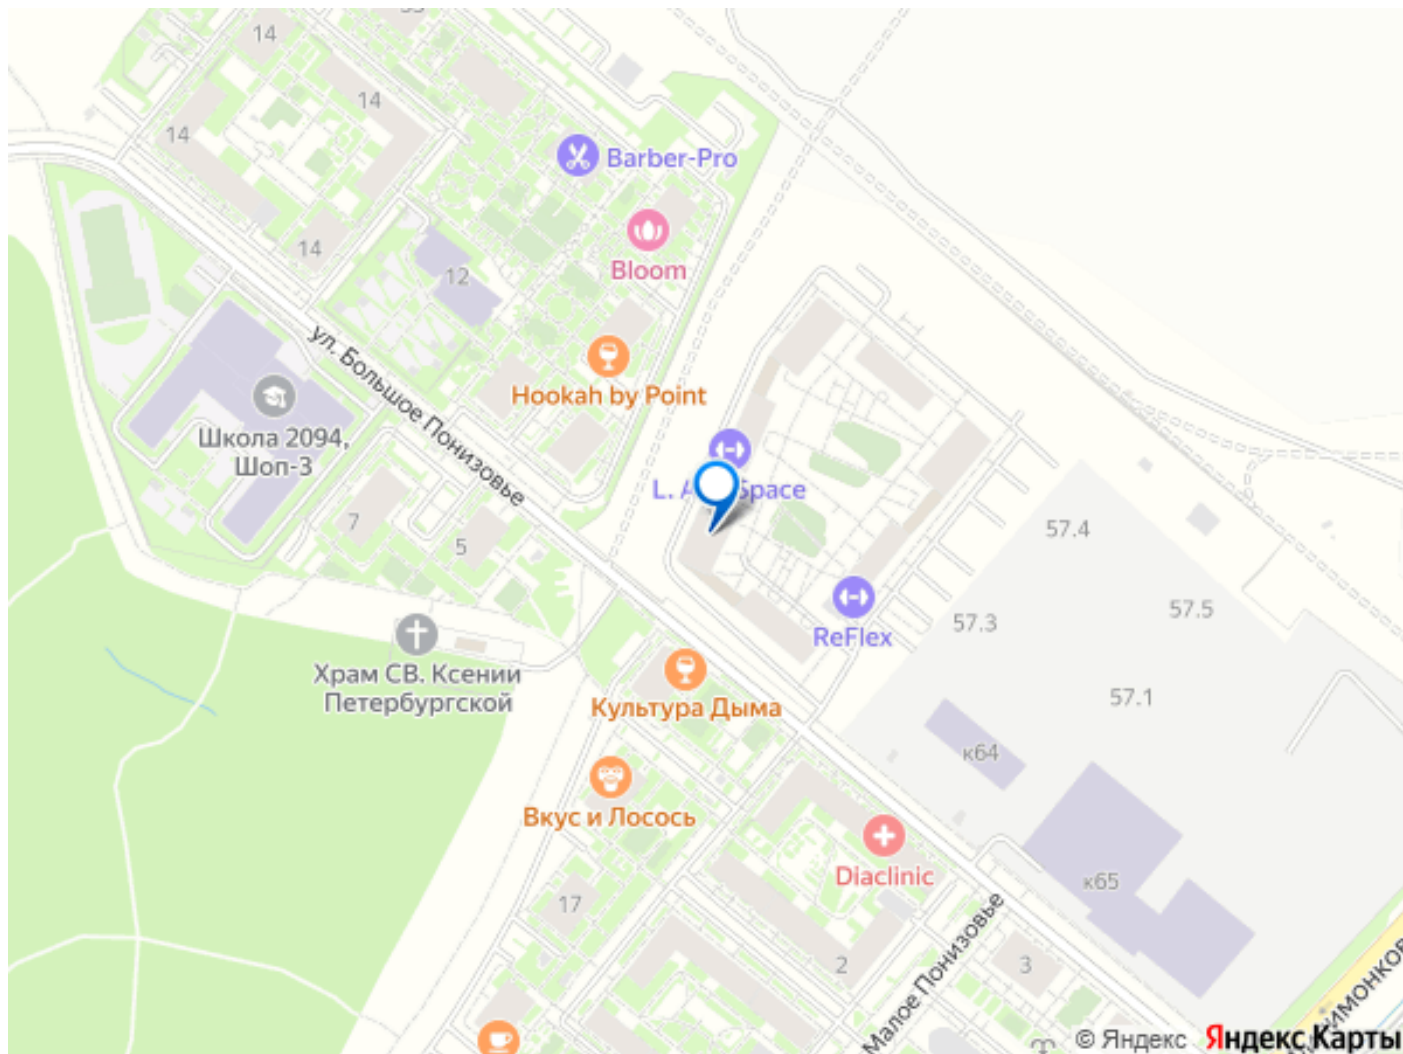 14
14
14
Barber-Pro
Bloom
14
12
ул. Большое Понизовье
Hookah by Point
Школа 2094,
Шоп-3
Space
7
5
57.4
57.5
57.3
ReFlex
Храм СВ. Ксении
Петербургской
Культура Дыма
57.1
к64
Вкус и Лосось
Diaclinic
к65
17
2
3
Малое Понизовье
© Яндекс Яндекс Карты